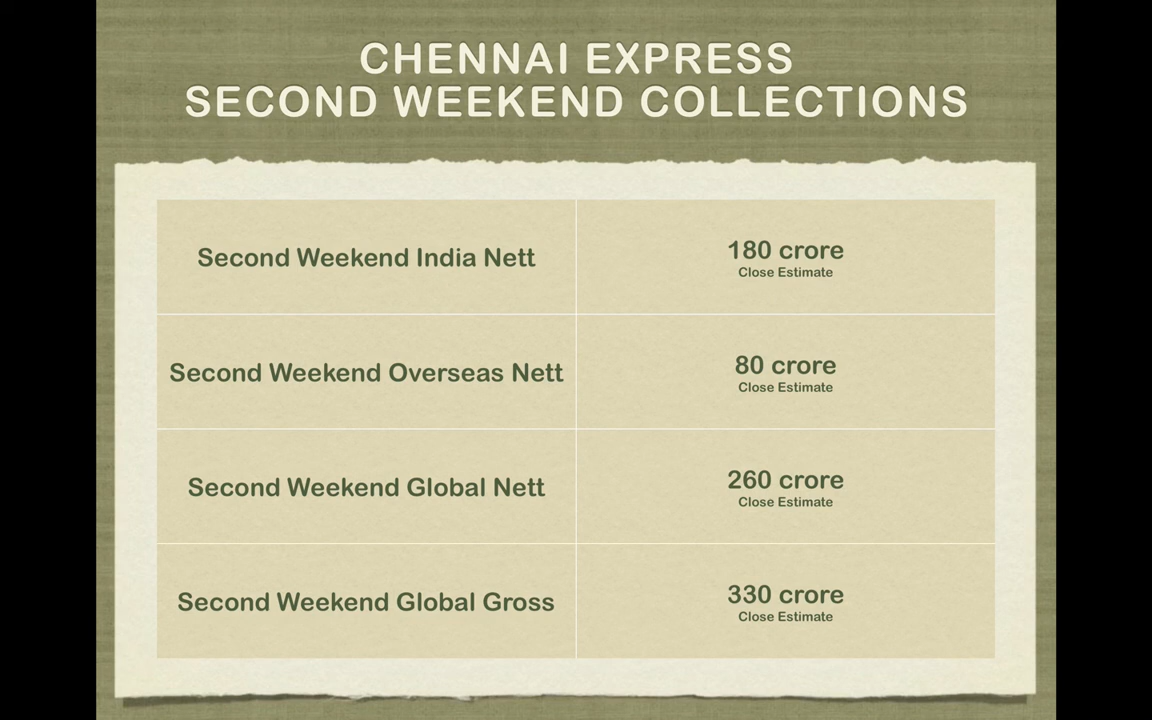 CHENNAI EXPRESS
SECOND WEEKEND COLLECTIONS
Second Weekend India Nett
180 crore
Close Estimate
Second Weekend Overseas Nett
80 crore
Close Estimate
Second Weekend Global Nett
260 crore
Close Estimate
Second Weekend Global Gross
330 crore
Close Estimate